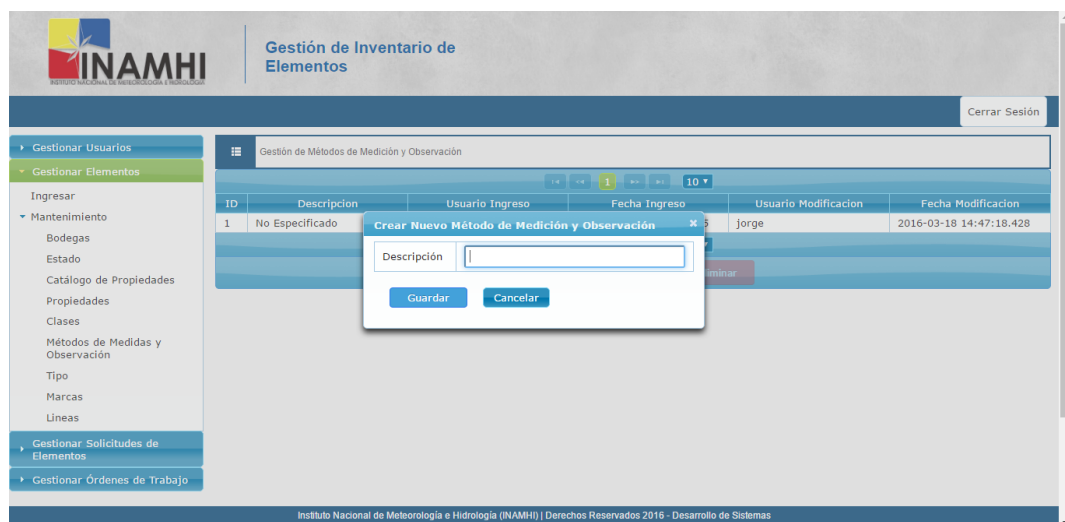 INAMHI
INSTITUTO NACIONAL DE METEOROLOGÍA E HIDROLOGÍA
Gestión de Inventario de
Elementos
Cerrar Sesión
Gestionar Usuarios
Gestionar Elementos
Ingresar
Mantenimiento
Bodegas
Estado
Catálogo de Propiedades
Propiedades
Clases
Métodos de Medidas y
Observación
Tipo
Marcas
Lineas
Gestionar Solicitudes de
Elementos
Gestionar Órdenes de Trabajo
Gestión de Métodos de Medición y Observación
1 10
ID Descripcion Usuario Ingreso Fecha Ingreso Usuario Modificacion Fecha Modificacion
1 No Especificado 5 jorge 2016-03-18 14:47:18.428
Crear Nuevo Método de Medición y Observación
Descripción
Guardar Cancelar
Instituto Nacional de Meteorología e Hidrología (INAMHI) | Derechos Reservados 2016 - Desarrollo de Sistemas